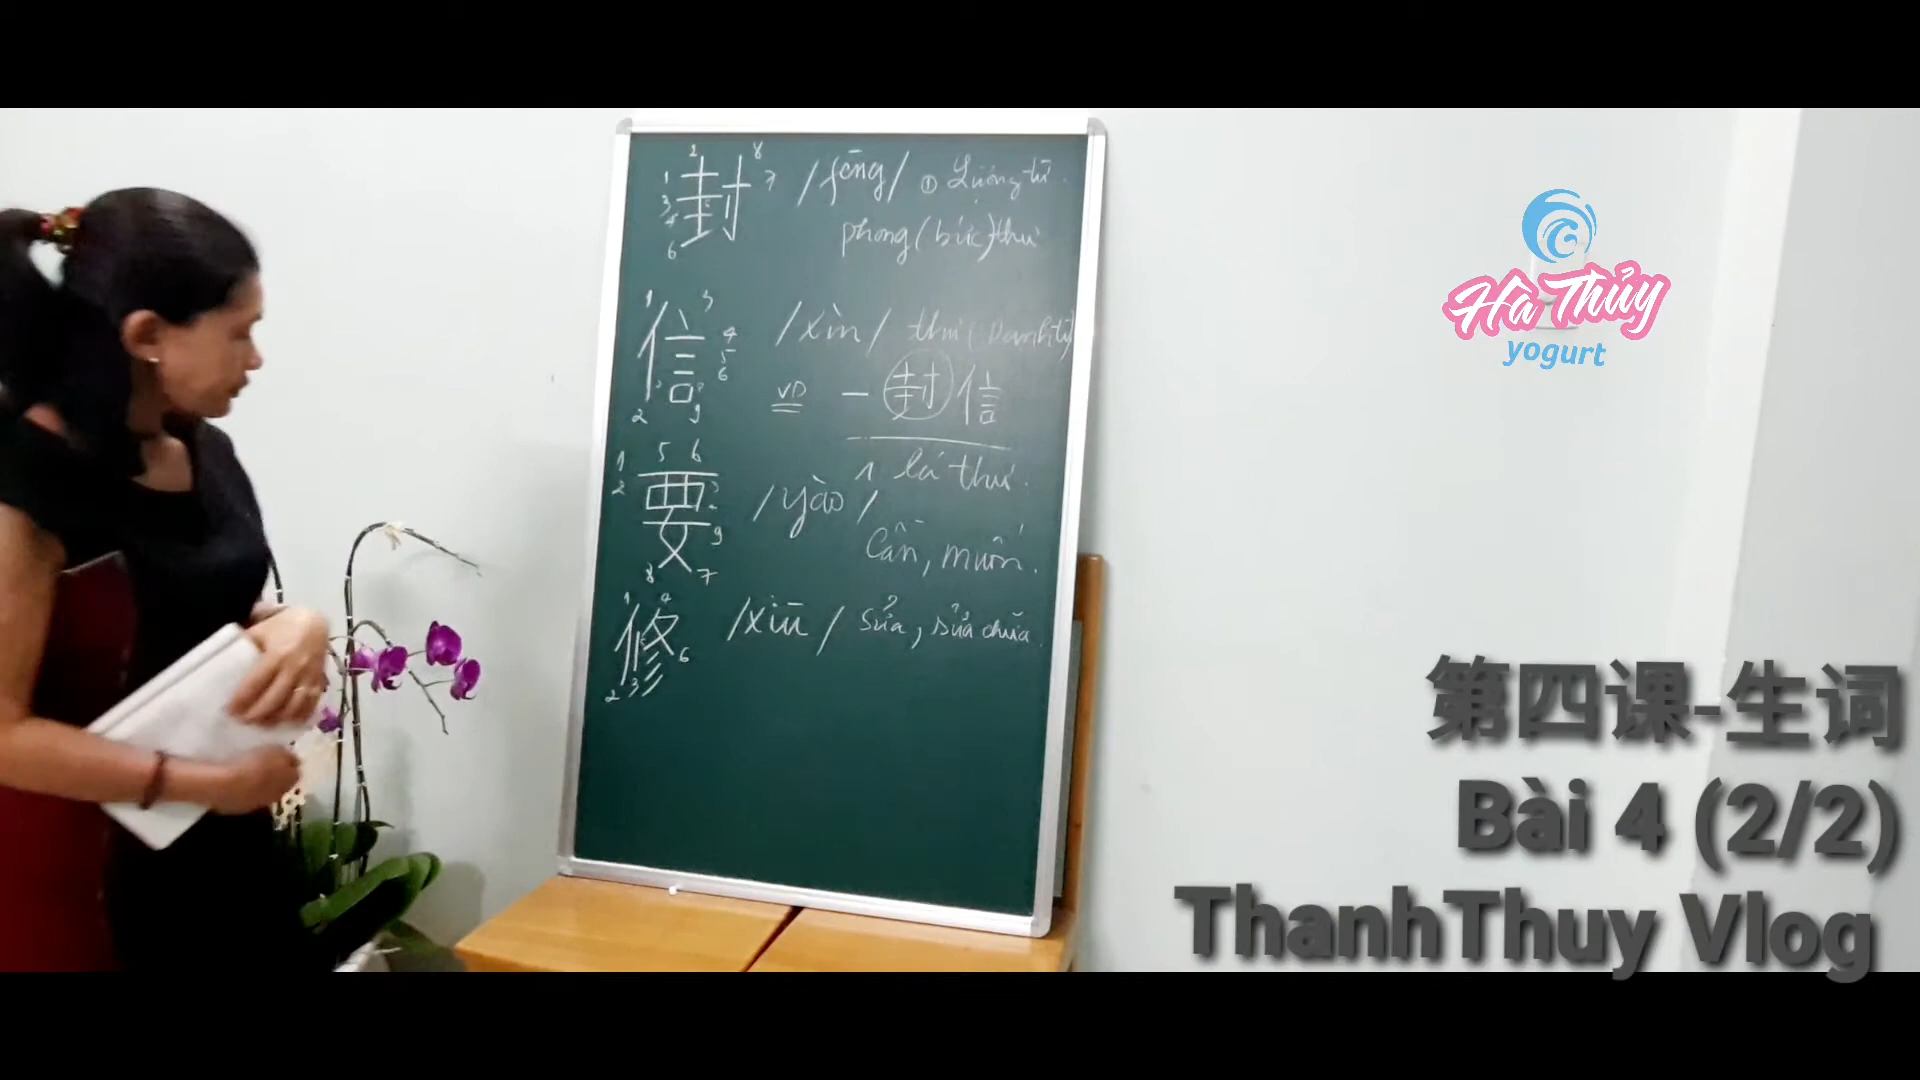 封 /fēng/ ① Lượng từ.
phong (bức) thư
信 /xìn/ thư (Danh từ)
VD 一封信
1 lá thư.
要 /yào/
Cần, muốn.
修 /xiū/ sửa, sửa chữa.
Hà Thủy
yogurt
第四课-生词
Bài 4 (2/2)
ThanhThuy Vlog